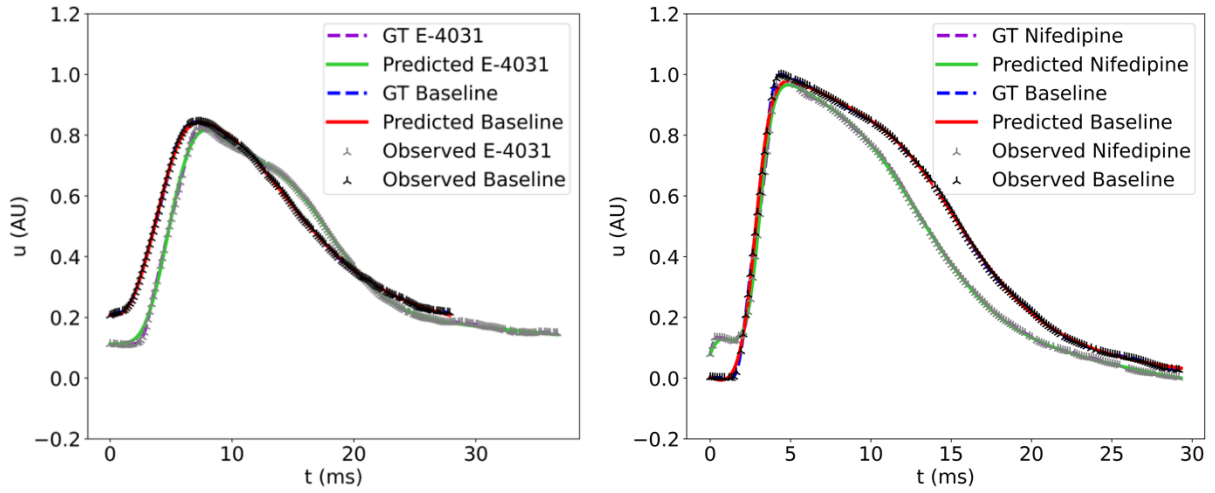 1.2
1.0
0.8
0.6
0.4
0.2
0.0
−0.2
u (AU)
GT E-4031
Predicted E-4031
GT Baseline
Predicted Baseline
Observed E-4031
Observed Baseline
0 10 20 30
t (ms)
1.2
1.0
0.8
0.6
0.4
0.2
0.0
−0.2
u (AU)
GT Nifedipine
Predicted Nifedipine
GT Baseline
Predicted Baseline
Observed Nifedipine
Observed Baseline
0 5 10 15 20 25 30
t (ms)